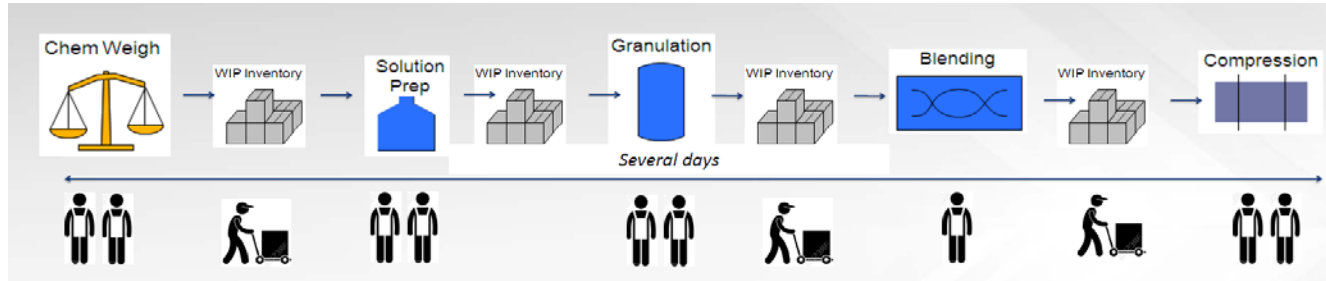 Chem Weigh
WIP Inventory
Solution
Prep
WIP Inventory
Granulation
WIP Inventory
Blending
WIP Inventory
Compression
Several days